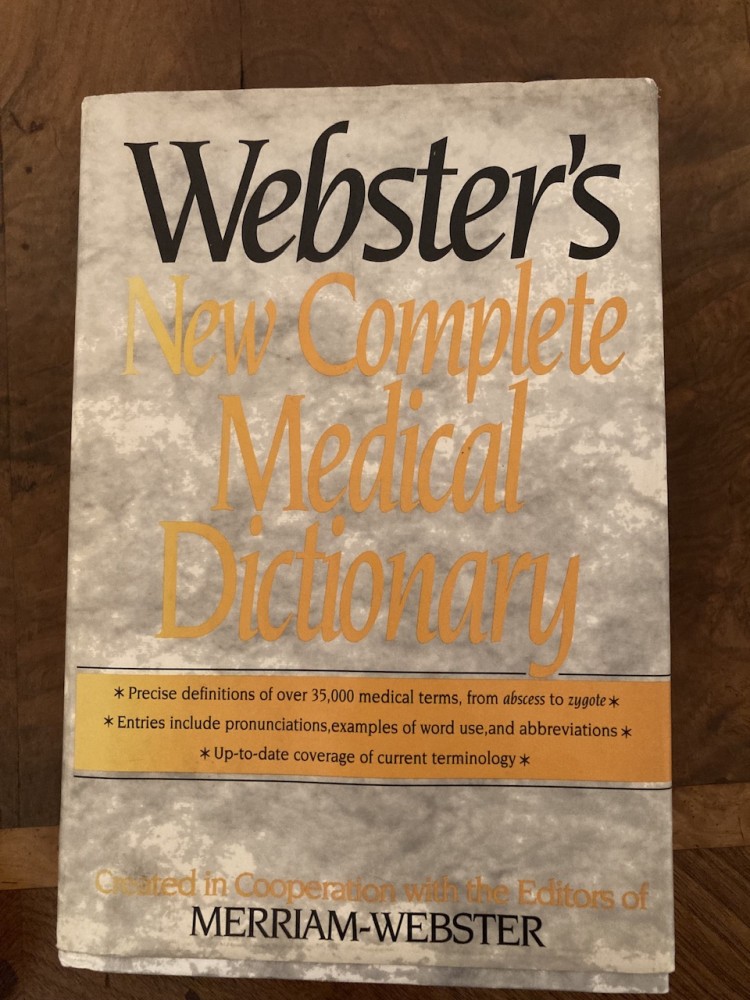 Webster's
New Complete
Medical
Dictionary
* Precise definitions of over 35,000 medical terms, from abscess to zygote *
* Entries include pronunciations,examples of word use,and abbreviations *
* Up-to-date coverage of current terminology *
Created in Cooperation with the Editors of
MERRIAM-WEBSTER